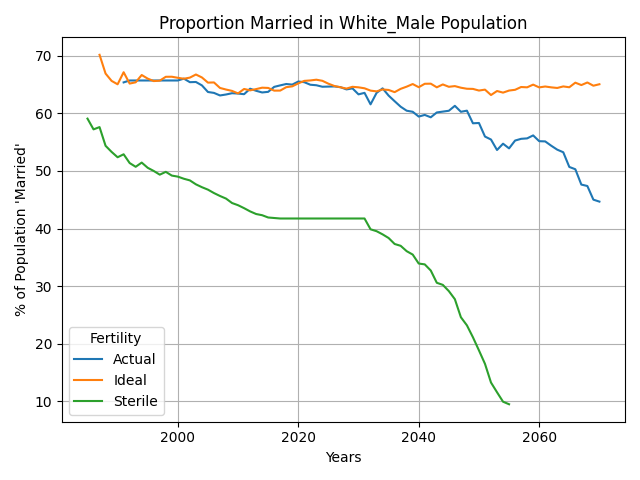 Proportion Married in White_Male Population
% of Population 'Married'
70
60
50
40
30
20
10
Fertility
Actual
Ideal
Sterile
2000 2020 2040 2060
Years